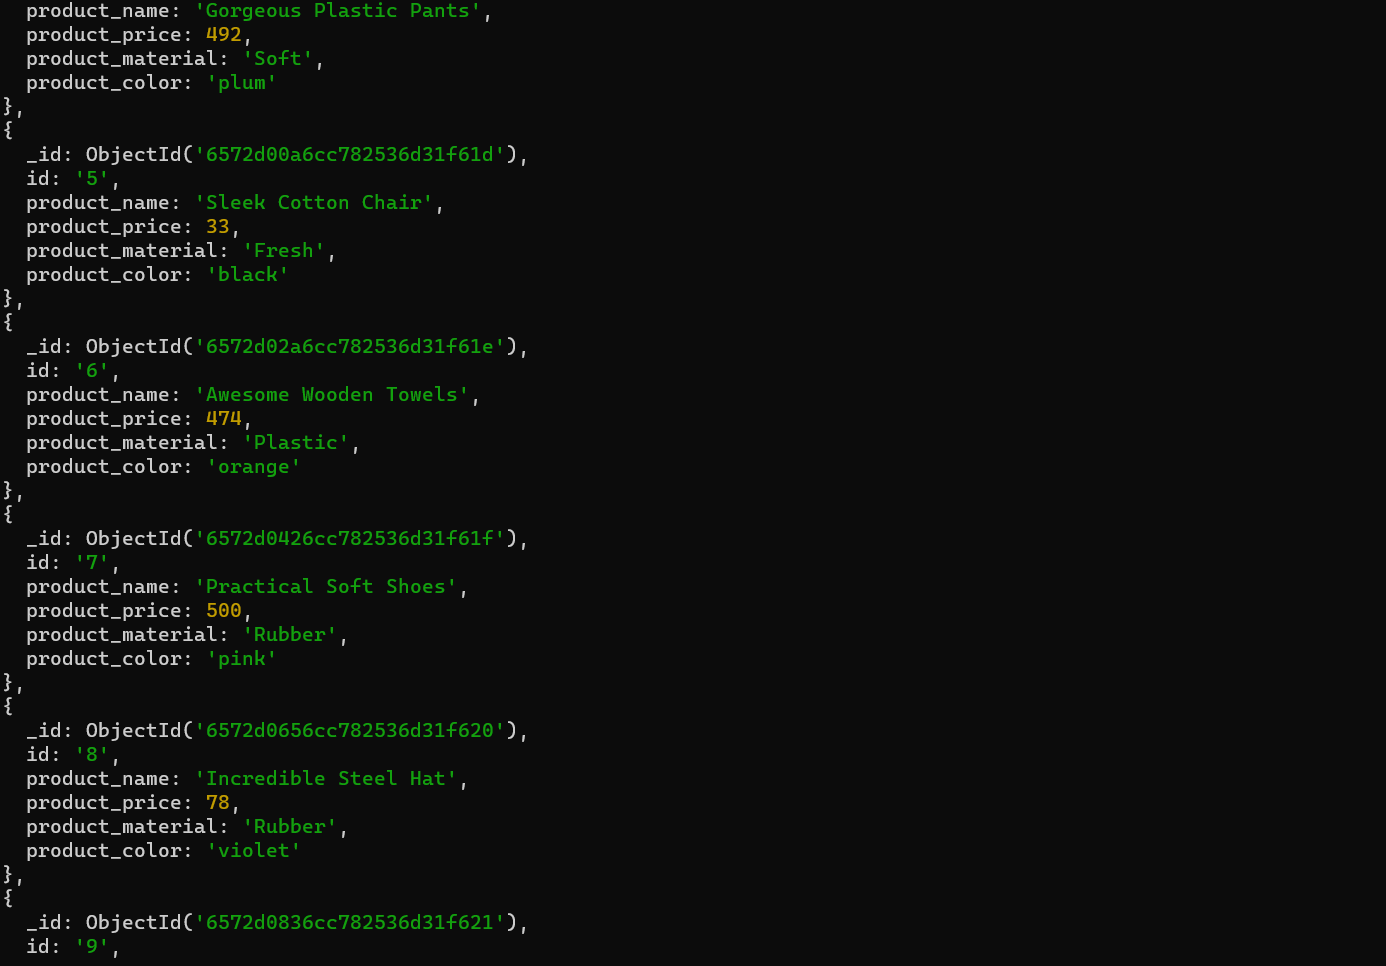 product_name: 'Gorgeous Plastic Pants',
product_price: 492,
product_material: 'Soft',
product_color: 'plum'
},
{
_id: ObjectId('6572d00a6cc782536d31f61d'),
id: '5',
product_name: 'Sleek Cotton Chair',
product_price: 33,
product_material: 'Fresh',
product_color: 'black'
},
{
_id: ObjectId('6572d02a6cc782536d31f61e'),
id: '6',
product_name: 'Awesome Wooden Towels',
product_price: 474,
product_material: 'Plastic',
product_color: 'orange'
},
{
_id: ObjectId('6572d0426cc782536d31f61f'),
id: '7',
product_name: 'Practical Soft Shoes',
product_price: 500,
product_material: 'Rubber',
product_color: 'pink'
},
{
_id: ObjectId('6572d0656cc782536d31f620'),
id: '8',
product_name: 'Incredible Steel Hat',
product_price: 78,
product_material: 'Rubber',
product_color: 'violet'
},
{
_id: ObjectId('6572d0836cc782536d31f621'),
id: '9',